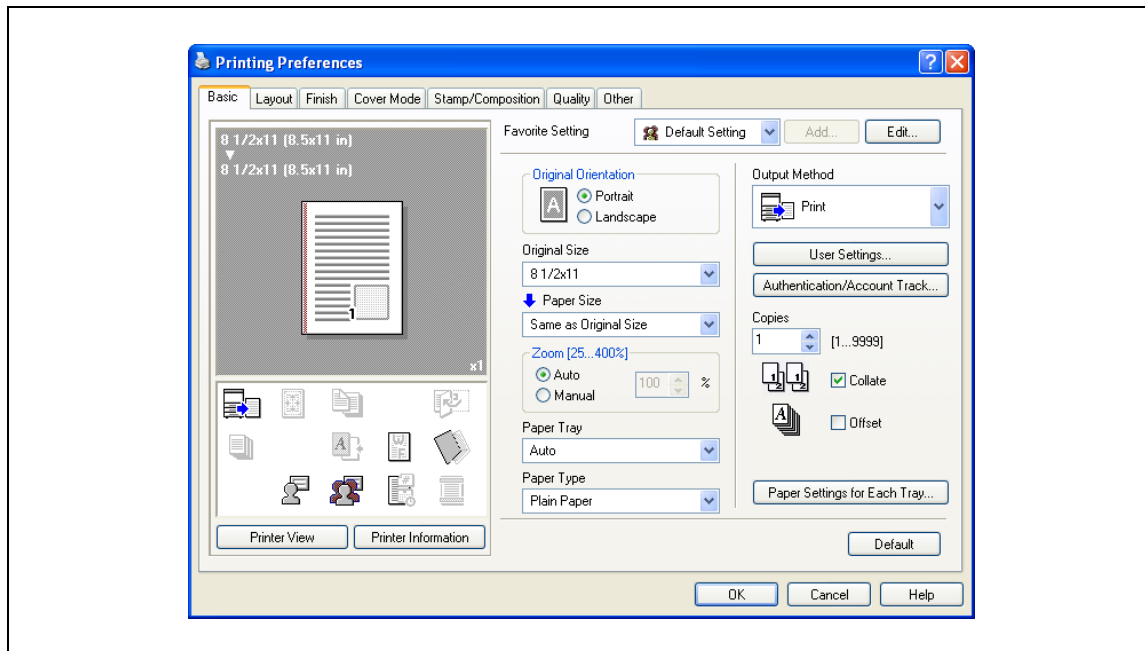 Printing Preferences
Basic Layout Finish Cover Mode Stamp/Composition Quality Other
8 1/2x11 (8.5x11 in)
8 1/2x11 (8.5x11 in)
1
x1
Printer View Printer Information
Favorite Setting Default Setting Add... Edit...
Original Orientation
A
Portrait
Landscape
Original Size
8 1/2x11
Paper Size
Same as Original Size
Zoom [25...400%]
Auto
Manual
100 %
Paper Tray
Auto
Paper Type
Plain Paper
Output Method
Print
User Settings...
Authentication/Account Track...
Copies
1 [1...9999]
Collate
Offset
Paper Settings for Each Tray...
Default
OK Cancel Help